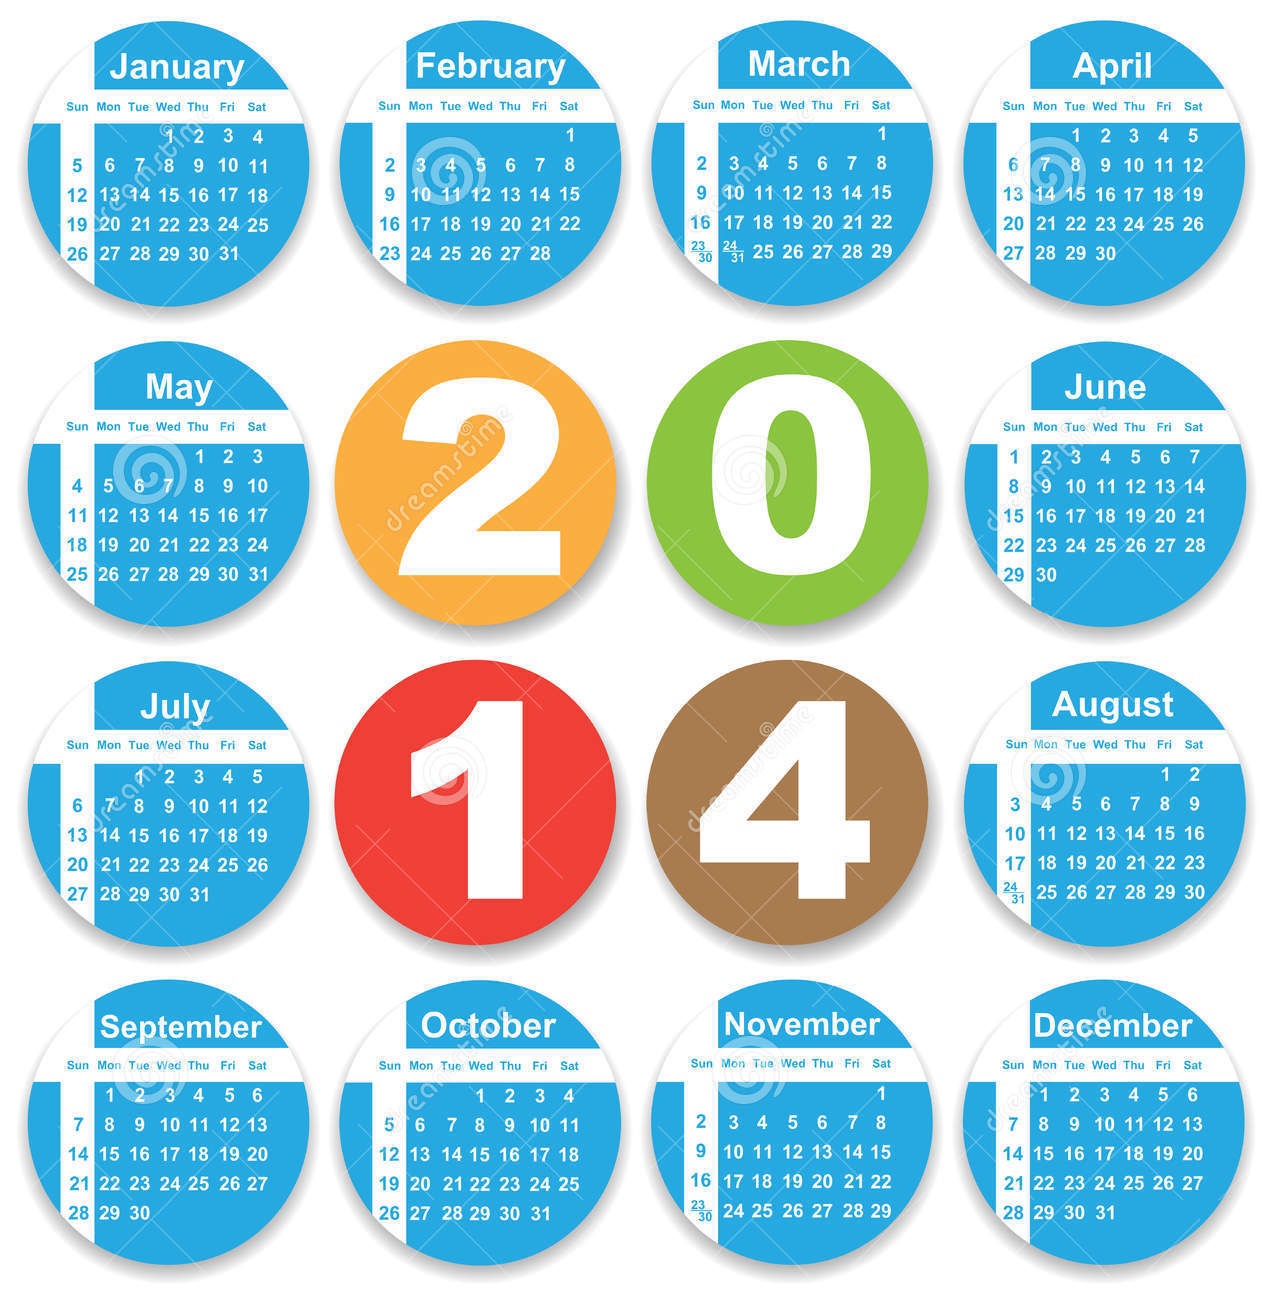 January
Sun Mon Tue Wed Thu Fri Sat
1 2 3 4
5 6 7 8 9 10 11
12 13 14 15 16 17 18
19 20 21 22 23 24 25
26 27 28 29 30 31
February
Sun Mon Tue Wed Thu Fri Sat
1
2 3 4 5 6 7 8
9 10 11 12 13 14 15
16 17 18 19 20 21 22
23 24 25 26 27 28
March
Sun Mon Tue Wed Thu Fri Sat
1
2 3 4 5 6 7 8
9 10 11 12 13 14 15
16 17 18 19 20 21 22
23/30 24/31 25 26 27 28 29
April
Sun Mon Tue Wed Thu Fri Sat
1 2 3 4 5
6 7 8 9 10 11 12
13 14 15 16 17 18 19
20 21 22 23 24 25 26
27 28 29 30
May
Sun Mon Tue Wed Thu Fri Sat
1 2 3
4 5 6 7 8 9 10
11 12 13 14 15 16 17
18 19 20 21 22 23 24
25 26 27 28 29 30 31
2 0
June
Sun Mon Tue Wed Thu Fri Sat
1 2 3 4 5 6 7
8 9 10 11 12 13 14
15 16 17 18 19 20 21
22 23 24 25 26 27 28
29 30
July
Sun Mon Tue Wed Thu Fri Sat
1 2 3 4 5
6 7 8 9 10 11 12
13 14 15 16 17 18 19
20 21 22 23 24 25 26
27 28 29 30 31
1 4
August
Sun Mon Tue Wed Thu Fri Sat
1 2
3 4 5 6 7 8 9
10 11 12 13 14 15 16
17 18 19 20 21 22 23
24/31 25 26 27 28 29 30
September
Sun Mon Tue Wed Thu Fri Sat
1 2 3 4 5 6
7 8 9 10 11 12 13
14 15 16 17 18 19 20
21 22 23 24 25 26 27
28 29 30
October
Sun Mon Tue Wed Thu Fri Sat
1 2 3 4
5 6 7 8 9 10 11
12 13 14 15 16 17 18
19 20 21 22 23 24 25
26 27 28 29 30 31
November
Sun Mon Tue Wed Thu Fri Sat
1
2 3 4 5 6 7 8
9 10 11 12 13 14 15
16 17 18 19 20 21 22
23/30 24 25 26 27 28 29
December
Sun Mon Tue Wed Thu Fri Sat
1 2 3 4 5 6
7 8 9 10 11 12 13
14 15 16 17 18 19 20
21 22 23 24 25 26 27
28 29 30 31
dreamstime
dreamstime
dreamstime
dreamstime
dreamstime
dreamstime
dreamstime
dreamstime